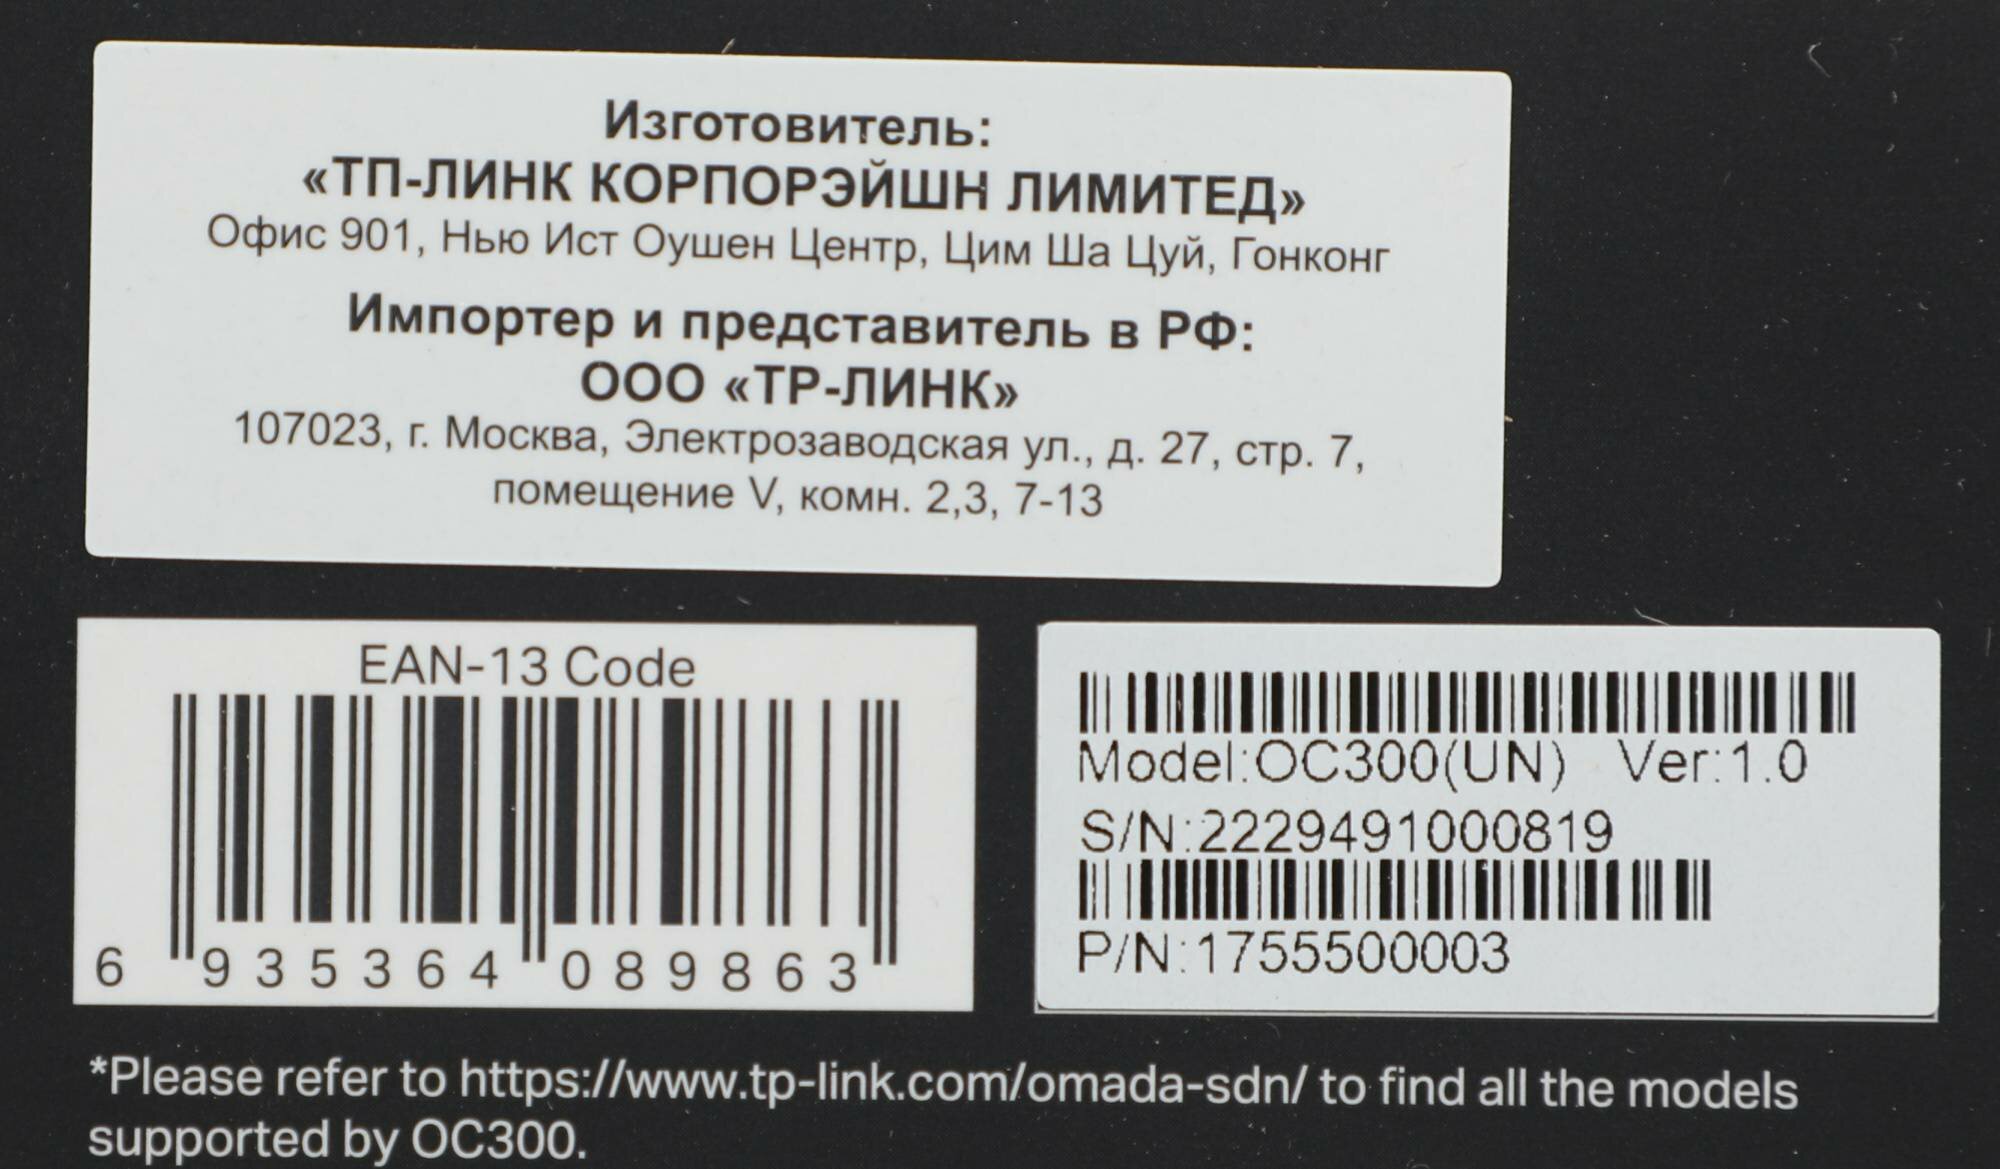 Изготовитель:
«ТП-ЛИНК КОРПОРЭЙШН ЛИМИТЕД»
Офис 901, Нью Ист Оушен Центр, Цим Ша Цуй, Гонконг
Импортер и представитель в РФ:
ООО «ТР-ЛИНК»
107023, г. Москва, Электрозаводская ул., д. 27, стр. 7,
помещение V, комн. 2,3, 7-13
EAN-13 Code
6 935364 089863
Model:OC300(UN) Ver:1.0
S/N:2229491000819
P/N:1755500003
*Please refer to https://www.tp-link.com/omada-sdn/ to find all the models
supported by OC300.